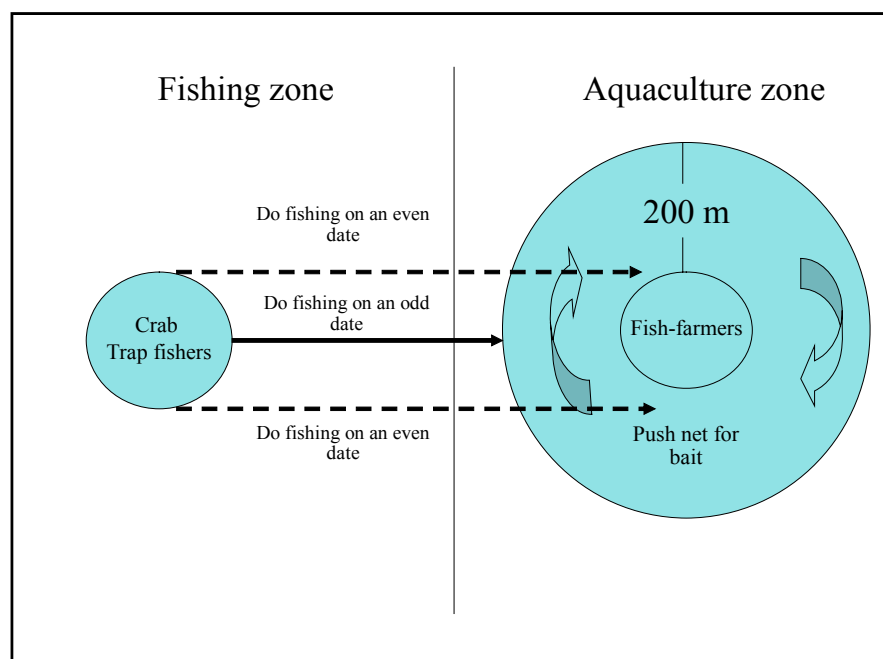 Fishing zone
Aquaculture zone
200 m
Do fishing on an even
date
Do fishing on an odd
date
Crab
Trap fishers
Fish-farmers
Do fishing on an even
date
Push net for
bait